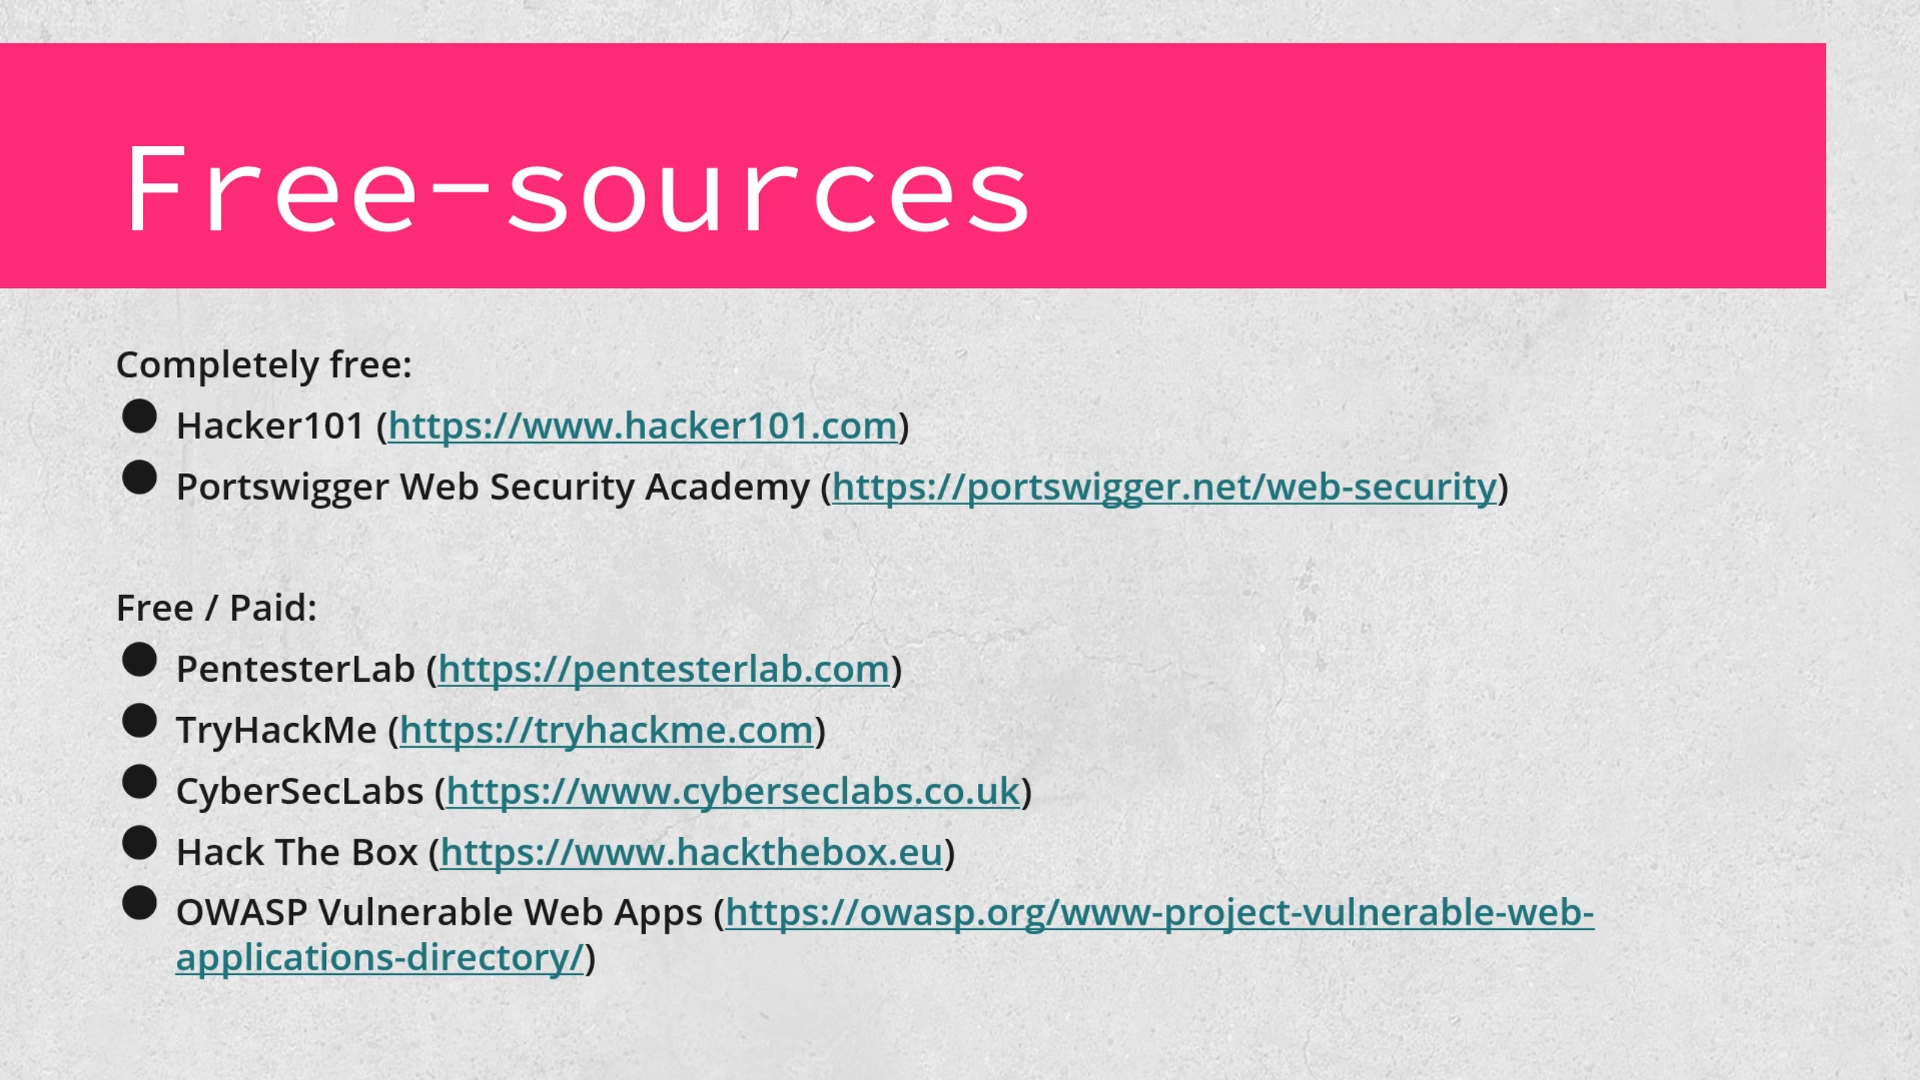 Free-sources
Completely free:
● Hacker101 (https://www.hacker101.com)
● Portswigger Web Security Academy (https://portswigger.net/web-security)
Free / Paid:
● PentesterLab (https://pentesterlab.com)
● TryHackMe (https://tryhackme.com)
● CyberSecLabs (https://www.cyberseclabs.co.uk)
● Hack The Box (https://www.hackthebox.eu)
● OWASP Vulnerable Web Apps (https://owasp.org/www-project-vulnerable-web-
applications-directory/)